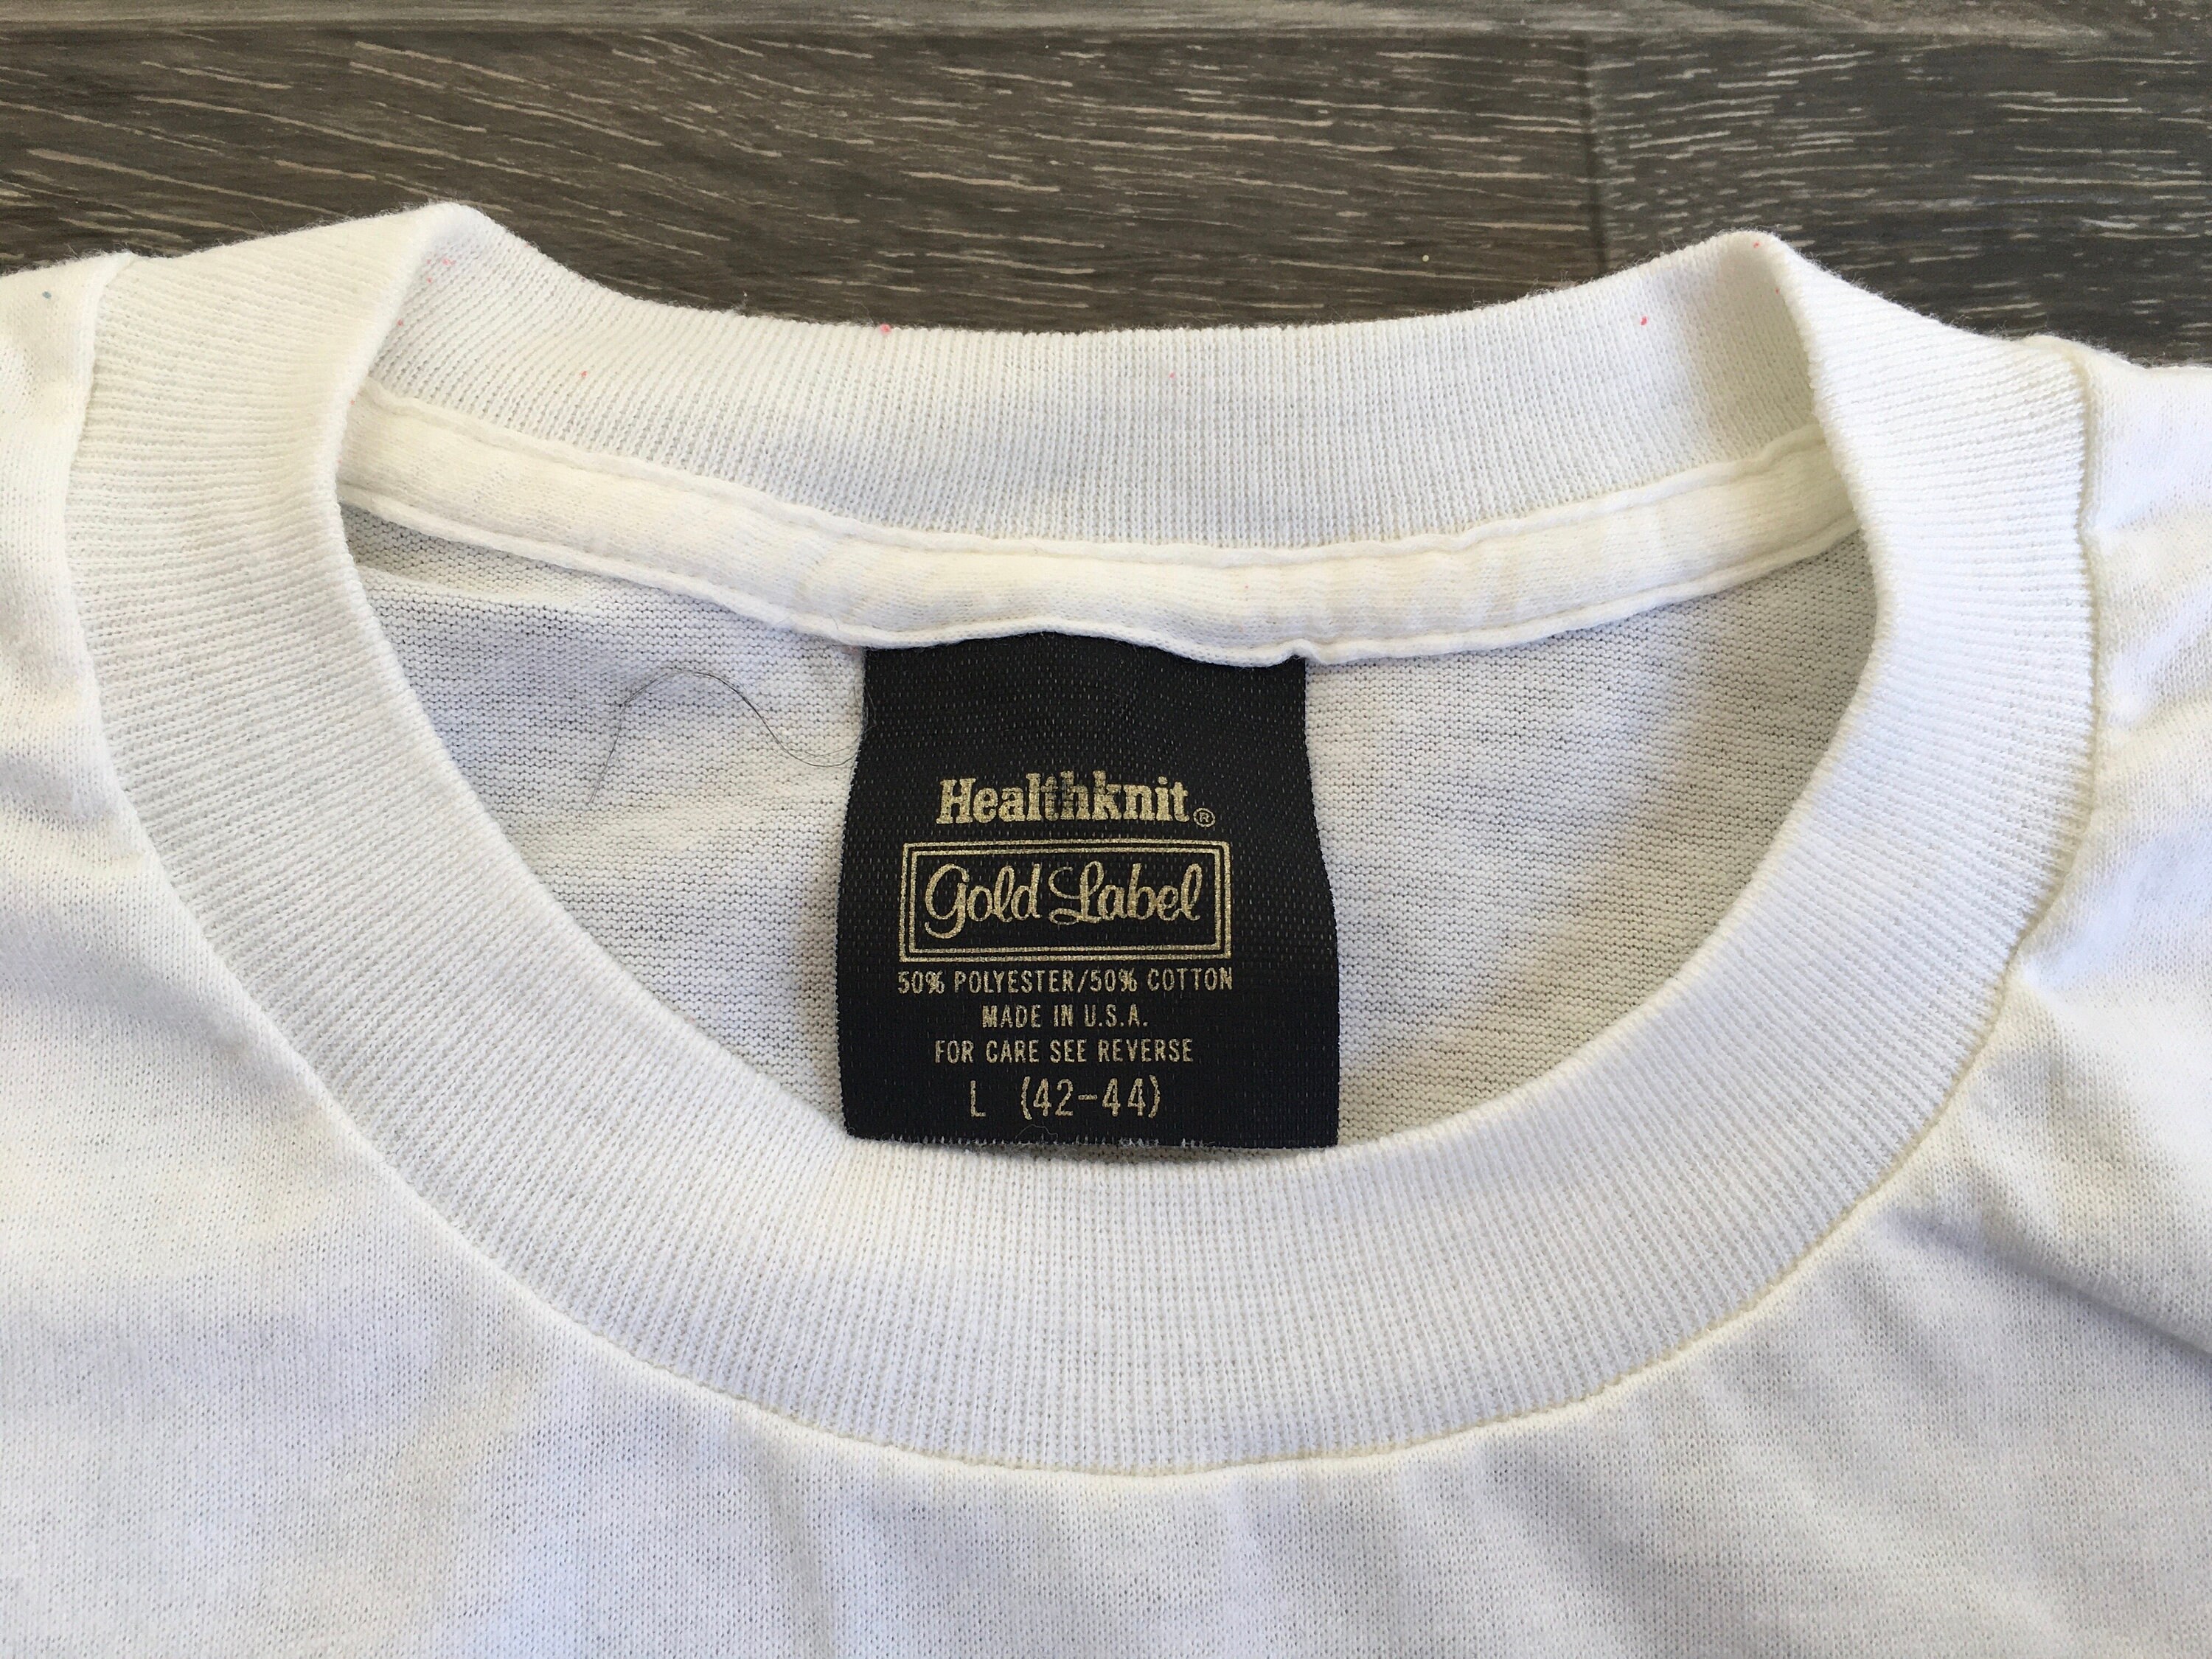 Healthknit®
Gold Label
50% POLYESTER/50% COTTON
MADE IN U.S.A.
FOR CARE SEE REVERSE
L (42-44)